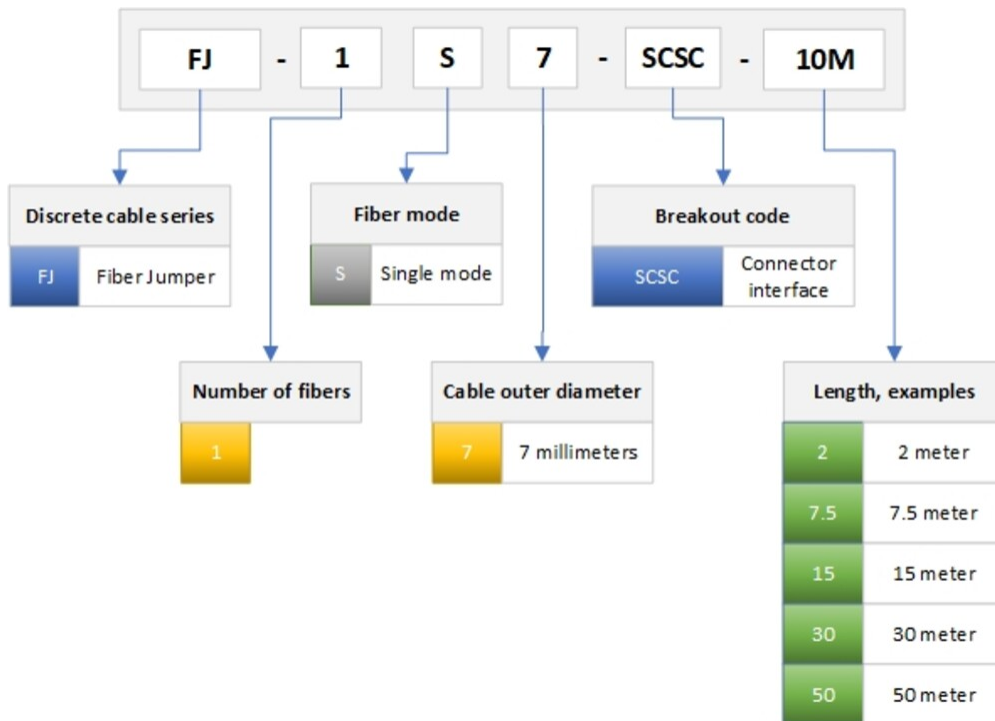 FJ - 1 S 7 - SCSC - 10M
Discrete cable series
FJ Fiber Jumper
Fiber mode
S Single mode
Breakout code
SCSC Connector
interface
Number of fibers
1
Cable outer diameter
7 7 millimeters
Length, examples
2 2 meter
7.5 7.5 meter
15 15 meter
30 30 meter
50 50 meter